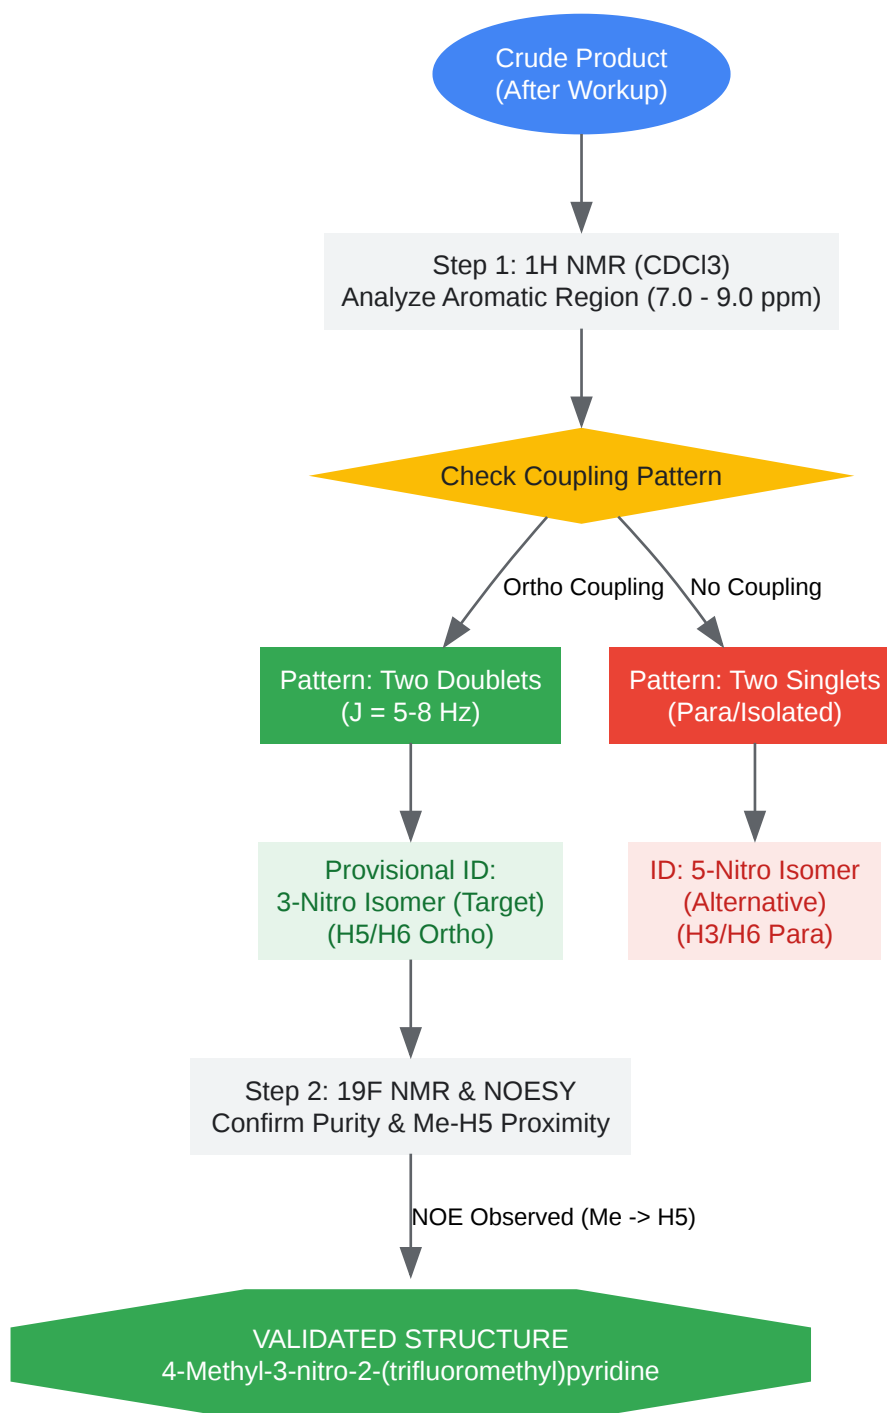 Crude Product
(After Workup)
Step 1: 1H NMR (CDCl3)
Analyze Aromatic Region (7.0 - 9.0 ppm)
Check Coupling Pattern
Ortho Coupling
No Coupling
Pattern: Two Doublets
(J = 5-8 Hz)
Pattern: Two Singlets
(Para/Isolated)
Provisional ID:
3-Nitro Isomer (Target)
(H5/H6 Ortho)
ID: 5-Nitro Isomer
(Alternative)
(H3/H6 Para)
Step 2: 19F NMR & NOESY
Confirm Purity & Me-H5 Proximity
NOE Observed (Me -> H5)
VALIDATED STRUCTURE
4-Methyl-3-nitro-2-(trifluoromethyl)pyridine